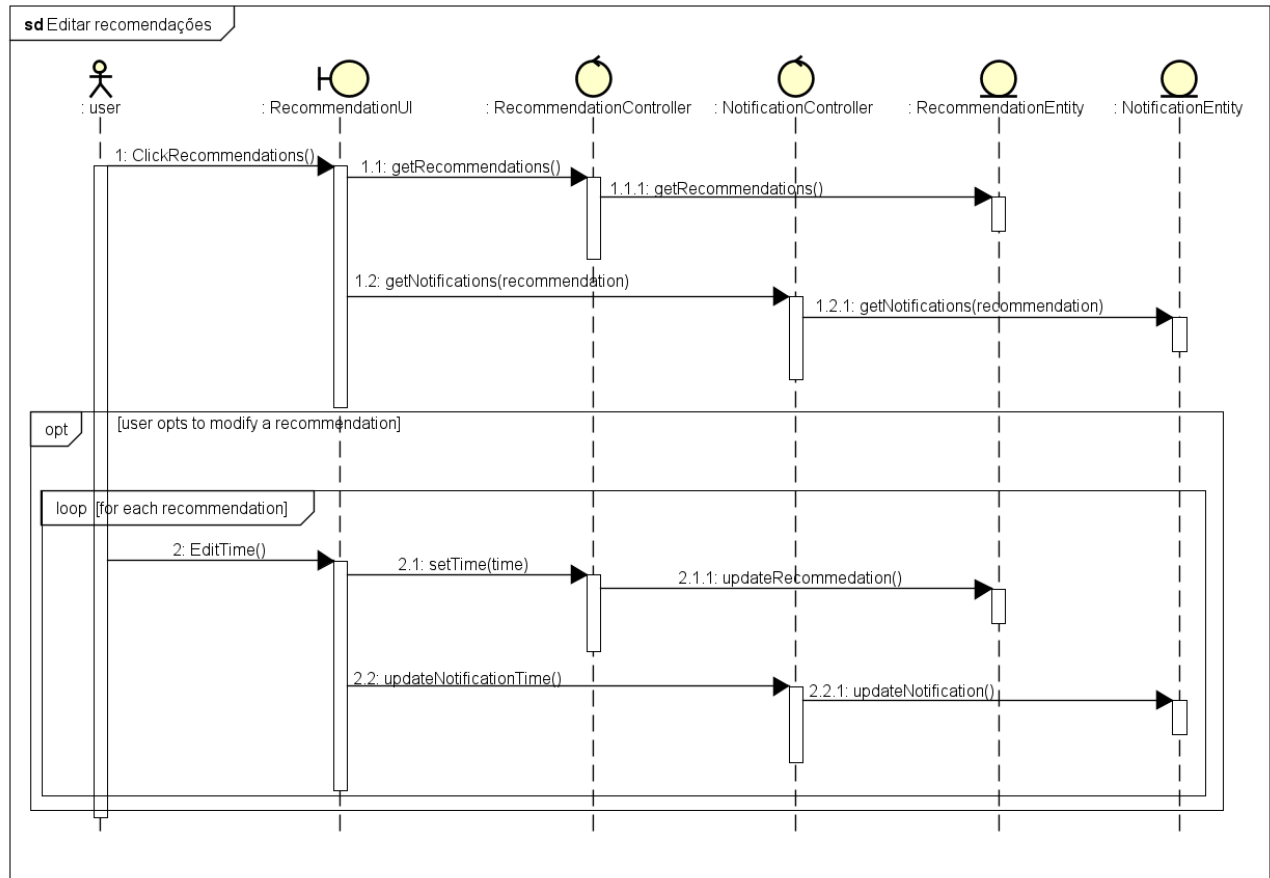 sd Editar recomendações
: user
: RecommendationUI
: RecommendationController
: NotificationController
: RecommendationEntity
: NotificationEntity
1: ClickRecommendations()
1.1: getRecommendations()
1.1.1: getRecommendations()
1.2: getNotifications(recommendation)
1.2.1: getNotifications(recommendation)
opt [user opts to modify a recommendation]
loop [for each recommendation]
2: EditTime()
2.1: setTime(time)
2.1.1: updateRecommedation()
2.2: updateNotificationTime()
2.2.1: updateNotification()